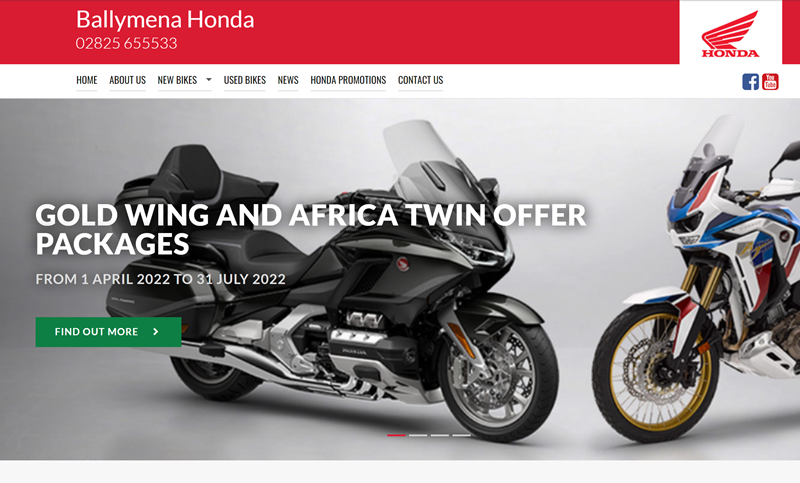 Ballymena Honda
02825 655533
HONDA
HOME ABOUT US NEW BIKES USED BIKES NEWS HONDA PROMOTIONS CONTACT US
You
Tube
GOLD WING AND AFRICA TWIN OFFER
PACKAGES
FROM 1 APRIL 2022 TO 31 JULY 2022
FIND OUT MORE
HONDA